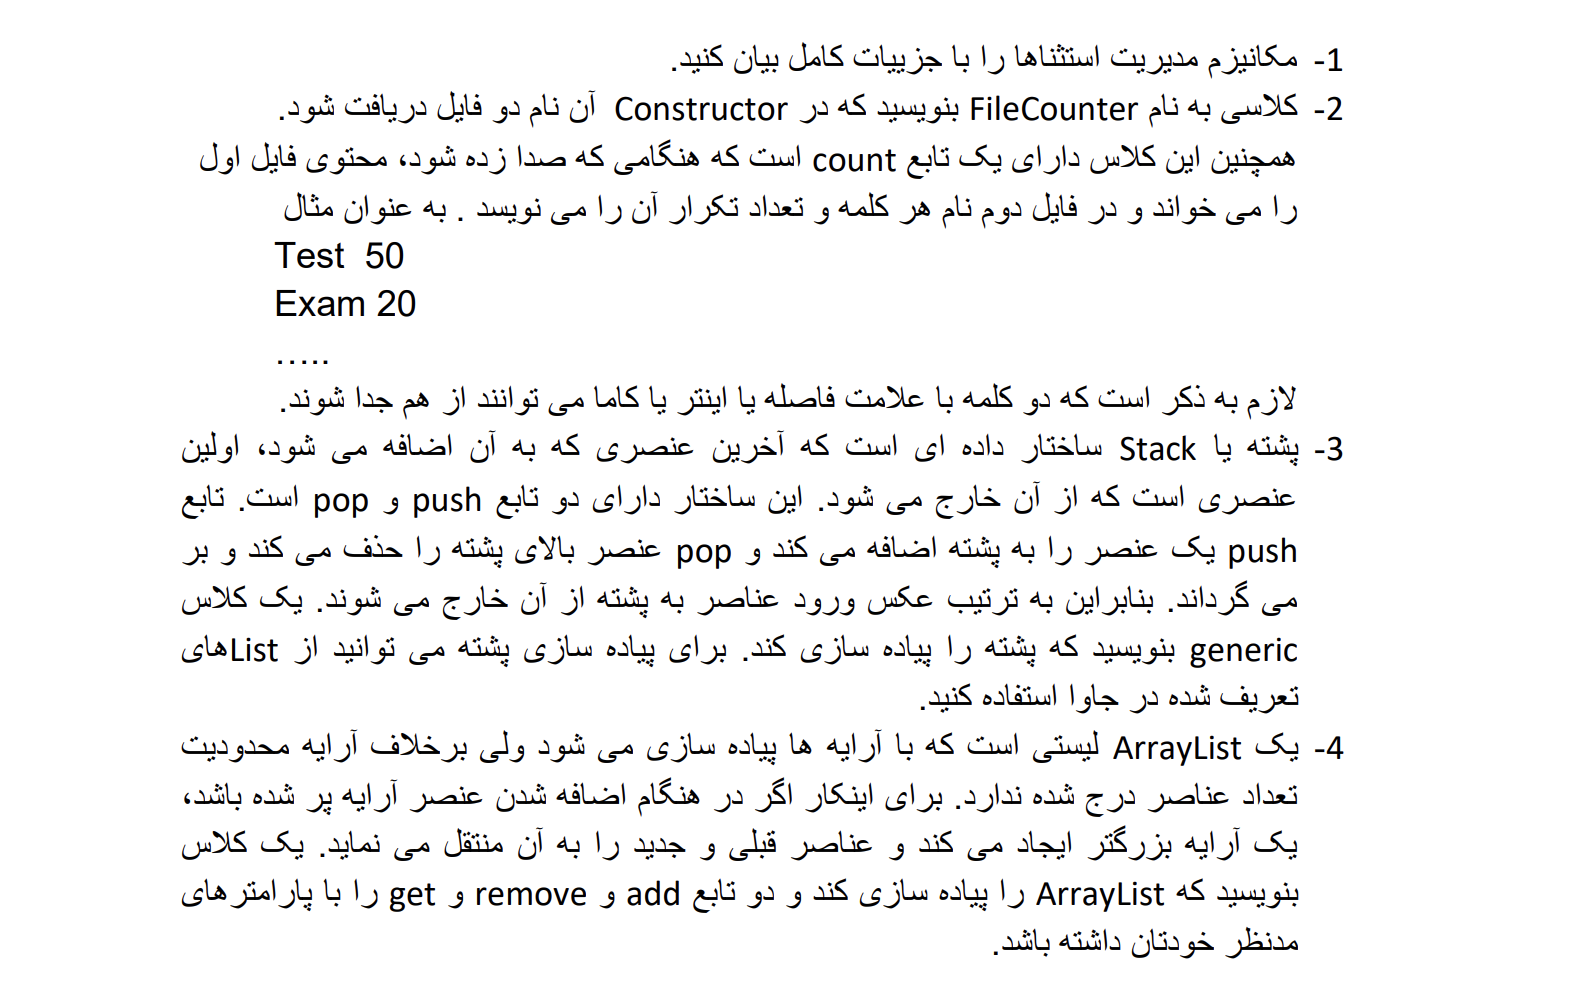 1- مکانیزم مدیریت استثناها را با جزییات کامل بیان کنید.
2- کلاسی به نام FileCounter بنویسید که در Constructor آن نام دو فایل دریافت شود.
همچنین این کلاس دارای یک تابع count است که هنگامی که صدا زده شود، محتوی فایل اول
را می خواند و در فایل دوم نام هر کلمه و تعداد تکرار آن را می نویسد . به عنوان مثال
Test 50
Exam 20
.....
لازم به ذکر است که دو کلمه با علامت فاصله یا اینتر یا کاما می توانند از هم جدا شوند.
3- پشته یا Stack ساختار داده ای است که آخرین عنصری که به آن اضافه می شود، اولین
عنصری است که از آن خارج می شود. این ساختار دارای دو تابع push و pop است. تابع
push یک عنصر را به پشته اضافه می کند و pop عنصر بالای پشته را حذف می کند و بر
می گرداند. بنابراین به ترتیب عکس ورود عناصر به پشته از آن خارج می شوند. یک کلاس
generic بنویسید که پشته را پیاده سازی کند. برای پیاده سازی پشته می توانید از List‌های
تعریف شده در جاوا استفاده کنید.
4- یک ArrayList لیستی است که با آرایه ها پیاده سازی می شود ولی برخلاف آرایه محدودیت
تعداد عناصر درج شده ندارد. برای اینکار اگر در هنگام اضافه شدن عنصر آرایه پر شده باشد،
یک آرایه بزرگتر ایجاد می کند و عناصر قبلی و جدید را به آن منتقل می نماید. یک کلاس
بنویسید که ArrayList را پیاده سازی کند و دو تابع add و remove و get را با پارامترهای
مدنظر خودتان داشته باشد.